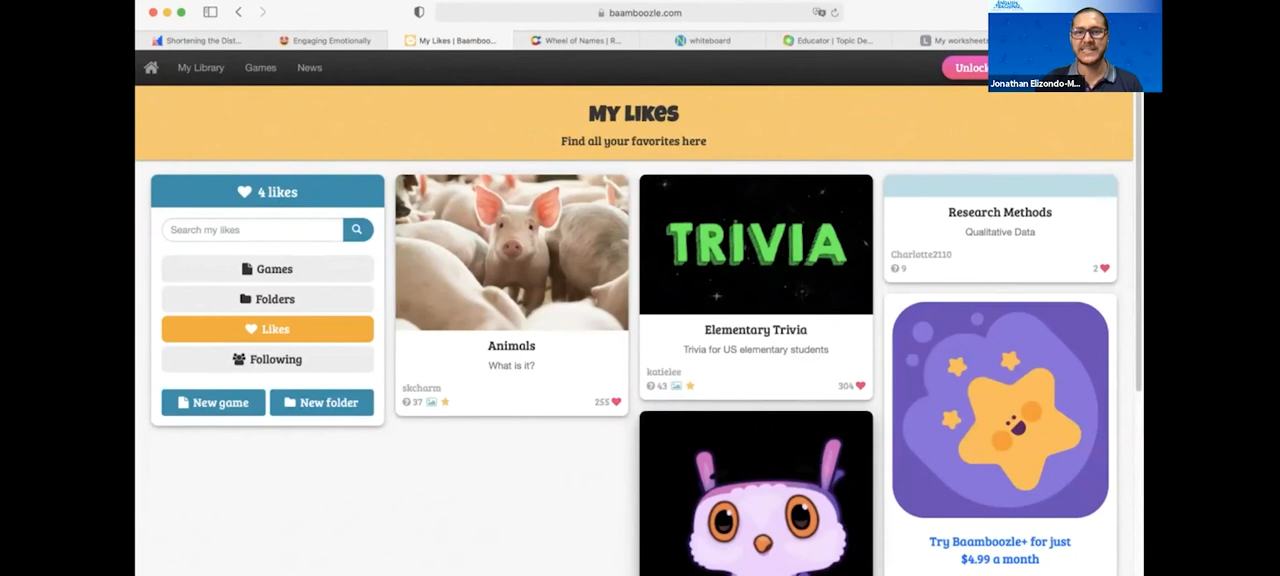 baamboozle.com
Shortening the Dist...
Engaging Emotionally
My Likes | Baamboo...
Wheel of Names | R...
whiteboard
Educator | Topic De...
My worksheets
My Library
Games
News
Unlock
Jonathan Elizondo-M...
My Likes
Find all your favorites here
4 likes
Search my likes
Games
Folders
Likes
Following
New game
New folder
Animals
What is it?
skcharm
37
255
TRIVIA
Elementary Trivia
Trivia for US elementary students
katielee
43
304
Research Methods
Qualitative Data
Charlotte2110
9
2
Try Baamboozle+ for just
$4.99 a month